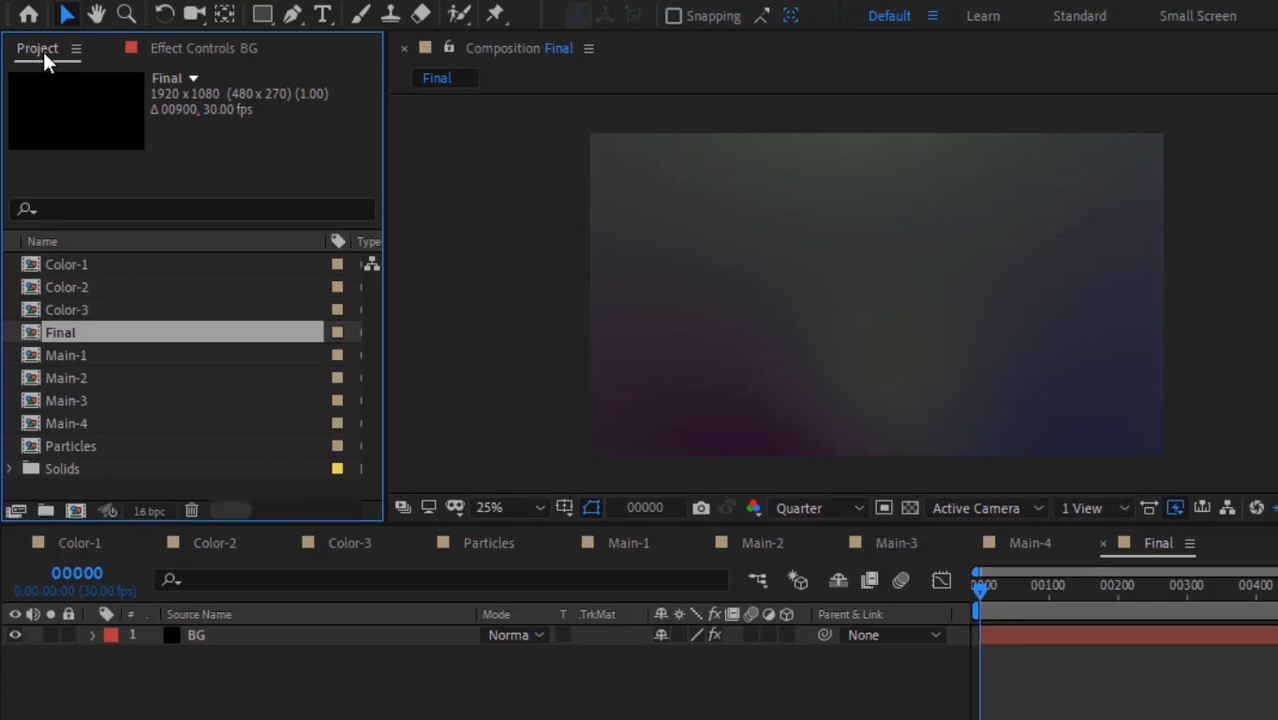 Snapping
Default
Learn
Standard
Small Screen
Project
Effect Controls BG
Composition Final
Final
Final
1920 x 1080 (480 x 270) (1.00)
Δ 00900, 30.00 fps
Name
Type
Color-1
Color-2
Color-3
Final
Main-1
Main-2
Main-3
Main-4
Particles
Solids
16 bpc
25%
00000
Quarter
Active Camera
1 View
Color-1
Color-2
Color-3
Particles
Main-1
Main-2
Main-3
Main-4
Final
00000
0:00:00:00 (30.00 fps)
0000
00100
00200
00300
00400
#
.
Source Name
Mode
T
.TrkMat
fx
Parent & Link
1
BG
Norma
fx
None